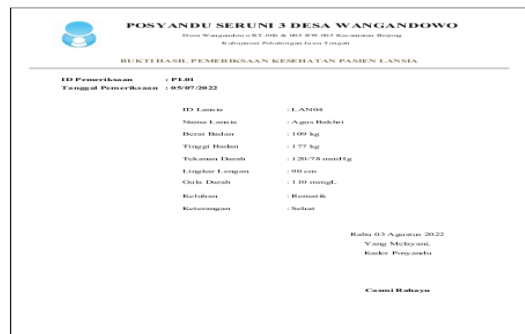 POSYANDU SERUNI 3 DESA WANGANDOWO
Desa Wangandowo RT.006 & 005 RW.003 Kecamatan Bojong
Kabupaten Pekalongan Jawa Tengah
BUKTI HASIL PEMERIKSAAN KESEHATAN PASIEN LANSIA
ID Pemeriksaan : PL01
Tanggal Pemeriksaan : 05/07/2022
ID Lansia : LAN04
Nama Lansia : Agus Bakhri
Berat Badan : 109 kg
Tinggi Badan : 177 kg
Tekanan Darah : 120/78 mmHg
Lingkar Lengan : 90 cm
Gula Darah : 110 mmgL
Keluhan : Rematik
Keterangan : Sehat
Rabu 03 Agustus 2022
Yang Melayani,
Kader Posyandu
Casmi Rahayu